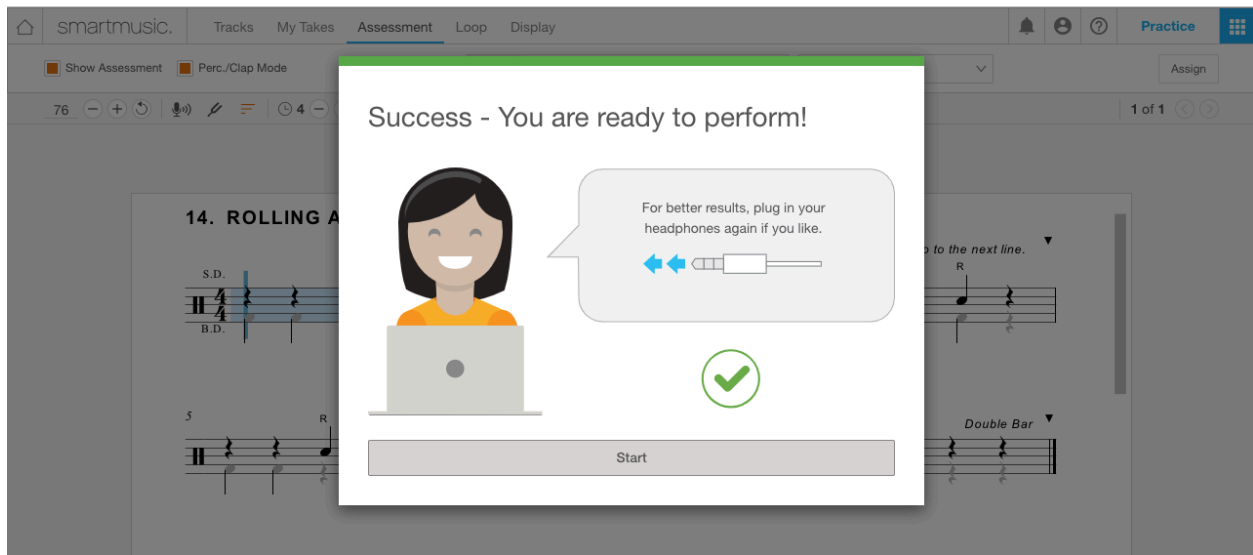 smartmusic. Tracks My Takes Assessment Loop Display Practice
Show Assessment Perc./Clap Mode Assign
76 4 1 of 1
Success - You are ready to perform!
For better results, plug in your
headphones again if you like.
Start
14. ROLLING A
to the next line.
S.D. R
4
4
B.D.
5 R Double Bar